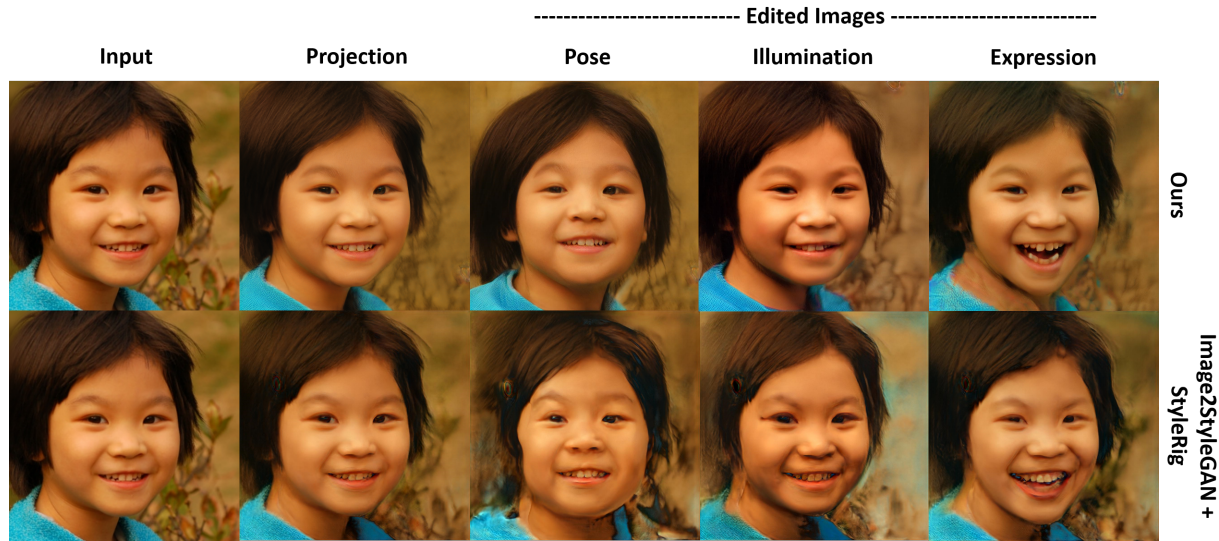 -------------------------- Edited Images --------------------------
Input Projection Pose Illumination Expression
Ours
Image2StyleGAN +
StyleRig